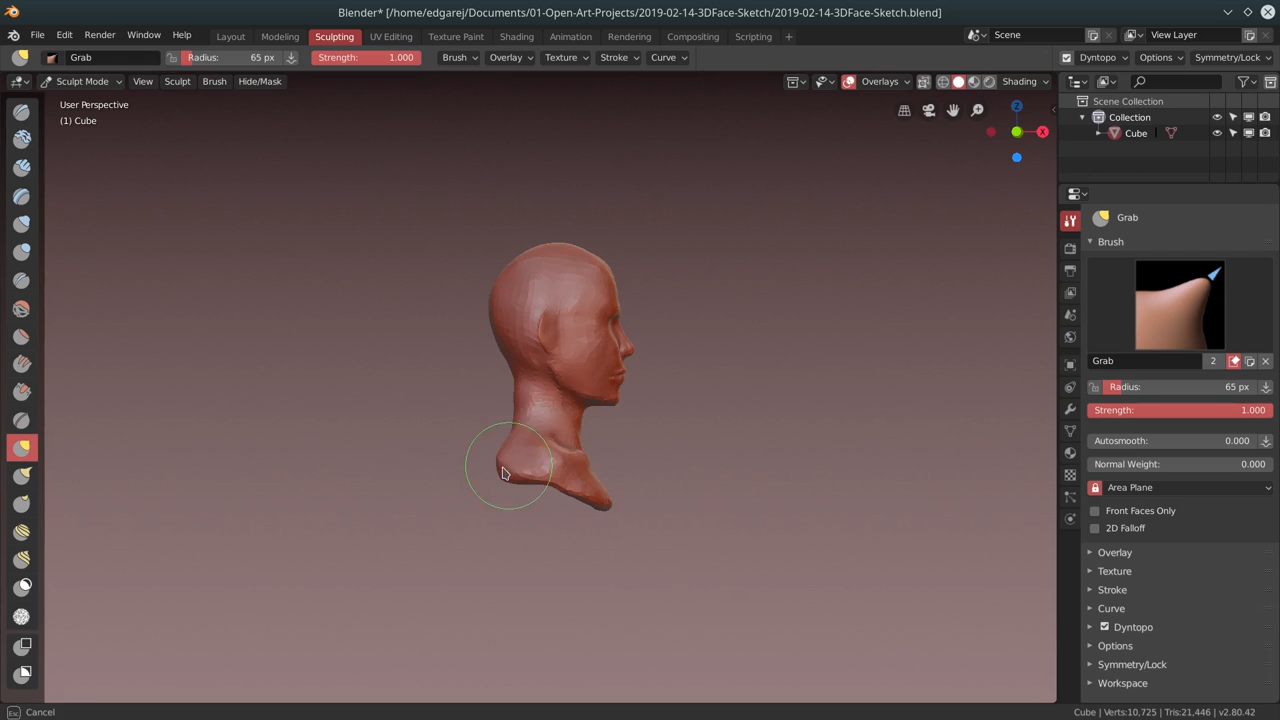 Blender* [/home/edgarej/Documents/01-Open-Art-Projects/2019-02-14-3DFace-Sketch/2019-02-14-3DFace-Sketch.blend]
File Edit Render Window Help Layout Modeling Sculpting UV Editing Texture Paint Shading Animation Rendering Compositing Scripting + Scene View Layer
Grab Radius: 65 px Strength: 1.000 Brush Overlay Texture Stroke Curve Dyntopo Options Symmetry/Lock
Sculpt Mode View Sculpt Brush Hide/Mask Overlays Shading
User Perspective
(1) Cube
Z
X
Scene Collection
Collection
Cube
Grab
Brush
Grab 2
Radius: 65 px
Strength: 1.000
Autosmooth: 0.000
Normal Weight: 0.000
Area Plane
Front Faces Only
2D Falloff
Overlay
Texture
Stroke
Curve
Dyntopo
Options
Symmetry/Lock
Workspace
Esc Cancel
Cube | Verts:10,725 | Tris:21,446 | v2.80.42